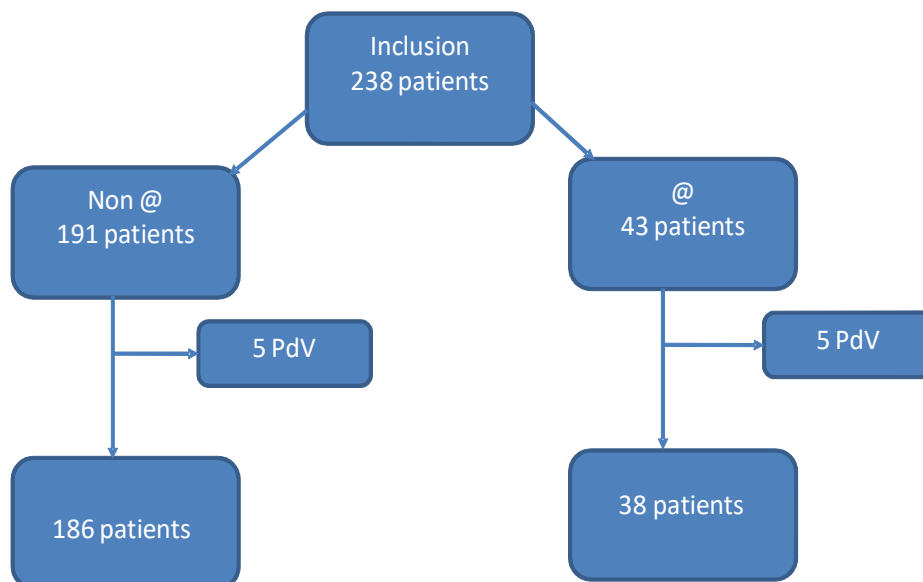 Inclusion
238 patients
Non @
191 patients
@
43 patients
5 PdV
5 PdV
186 patients
38 patients